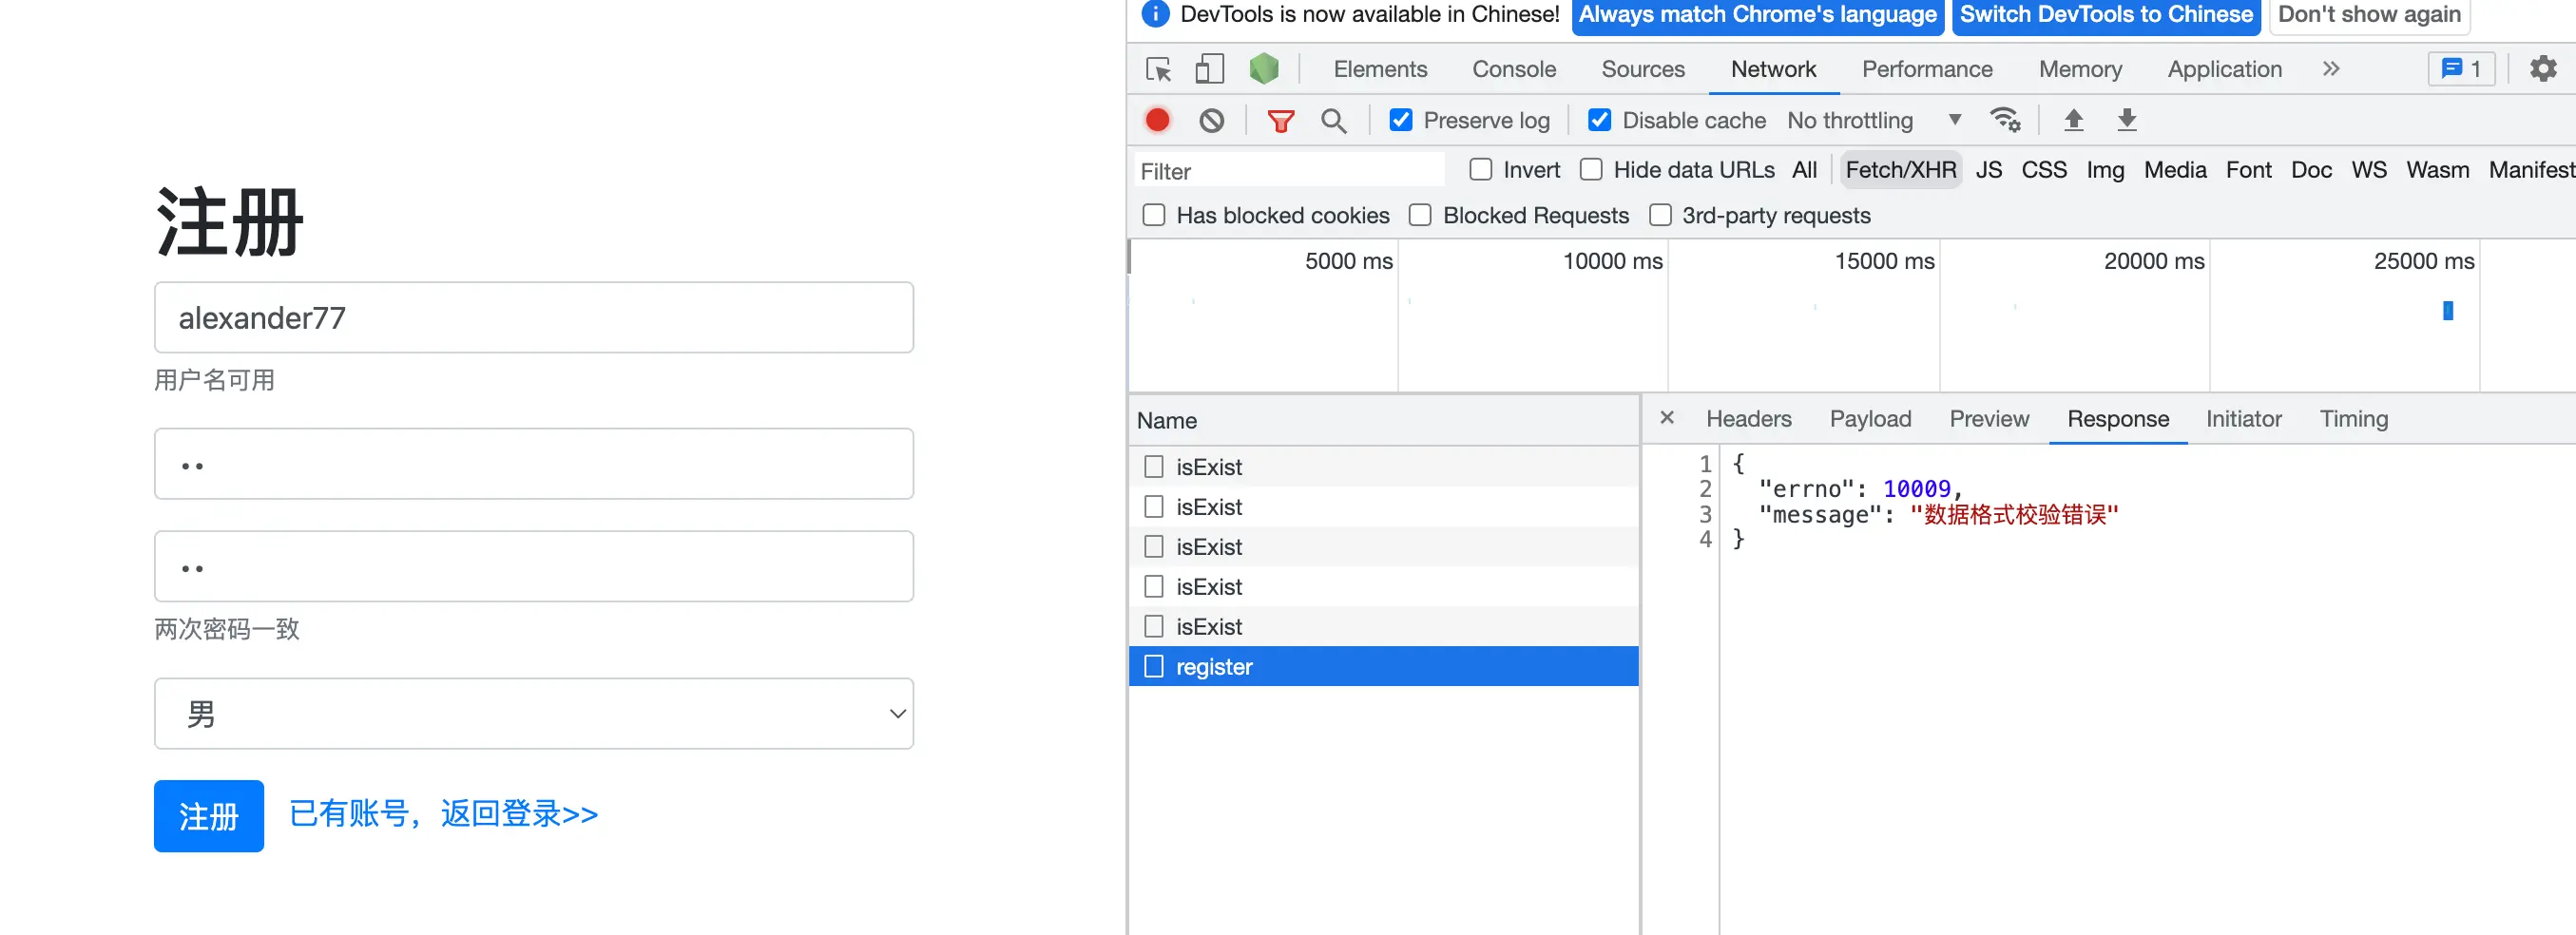 注册
alexander77
用户名可用
••
••
两次密码一致
男
注册 已有账号，返回登录>>
DevTools is now available in Chinese! Always match Chrome's language Switch DevTools to Chinese Don't show again
Elements Console Sources Network Performance Memory Application >> 1
Preserve log Disable cache No throttling
Filter Invert Hide data URLs All Fetch/XHR JS CSS Img Media Font Doc WS Wasm Manifest
Has blocked cookies Blocked Requests 3rd-party requests
5000 ms 10000 ms 15000 ms 20000 ms 25000 ms
Name
isExist
isExist
isExist
isExist
isExist
register
× Headers Payload Preview Response Initiator Timing
1 {
2 "errno": 10009,
3 "message": "数据格式校验错误"
4 }